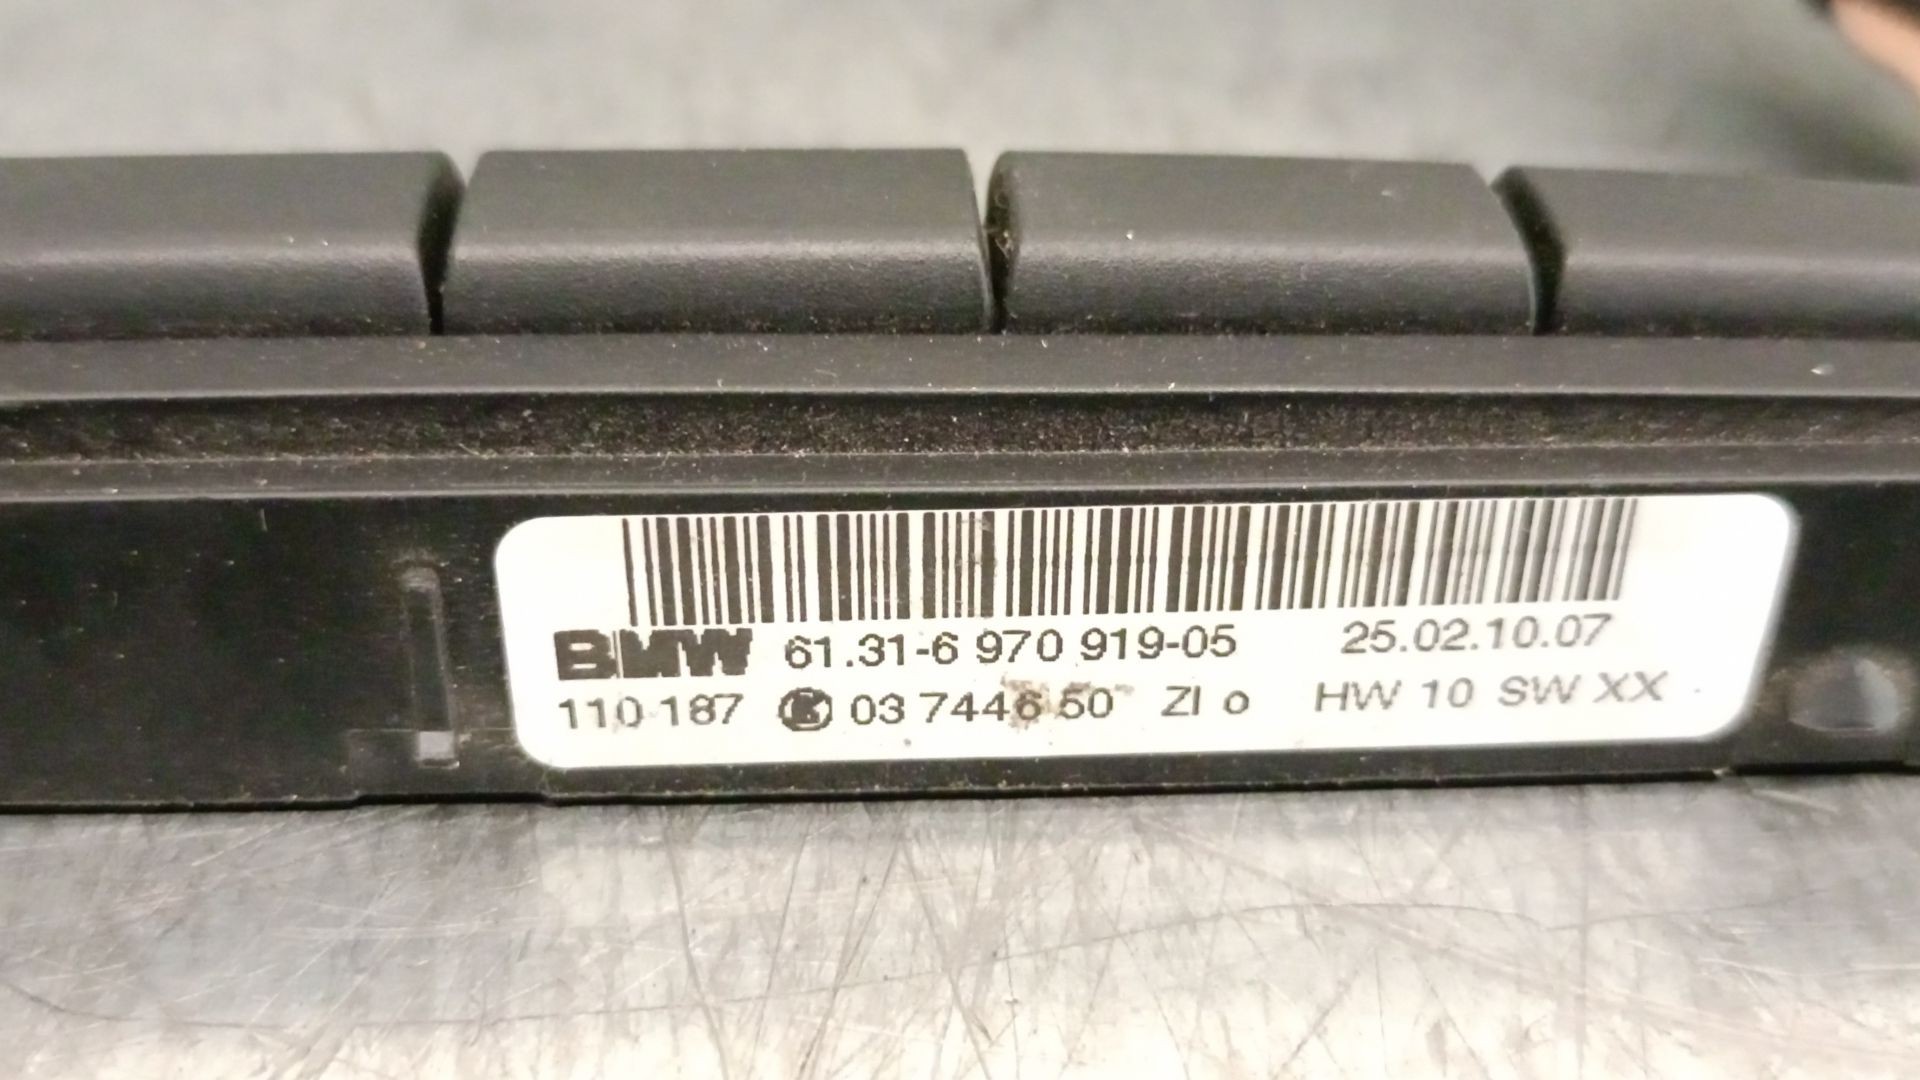 BMW 61.31-6 970 919-05 25.02.10.07
110 187 K 03 7446 50 ZI o HW 10 SW XX